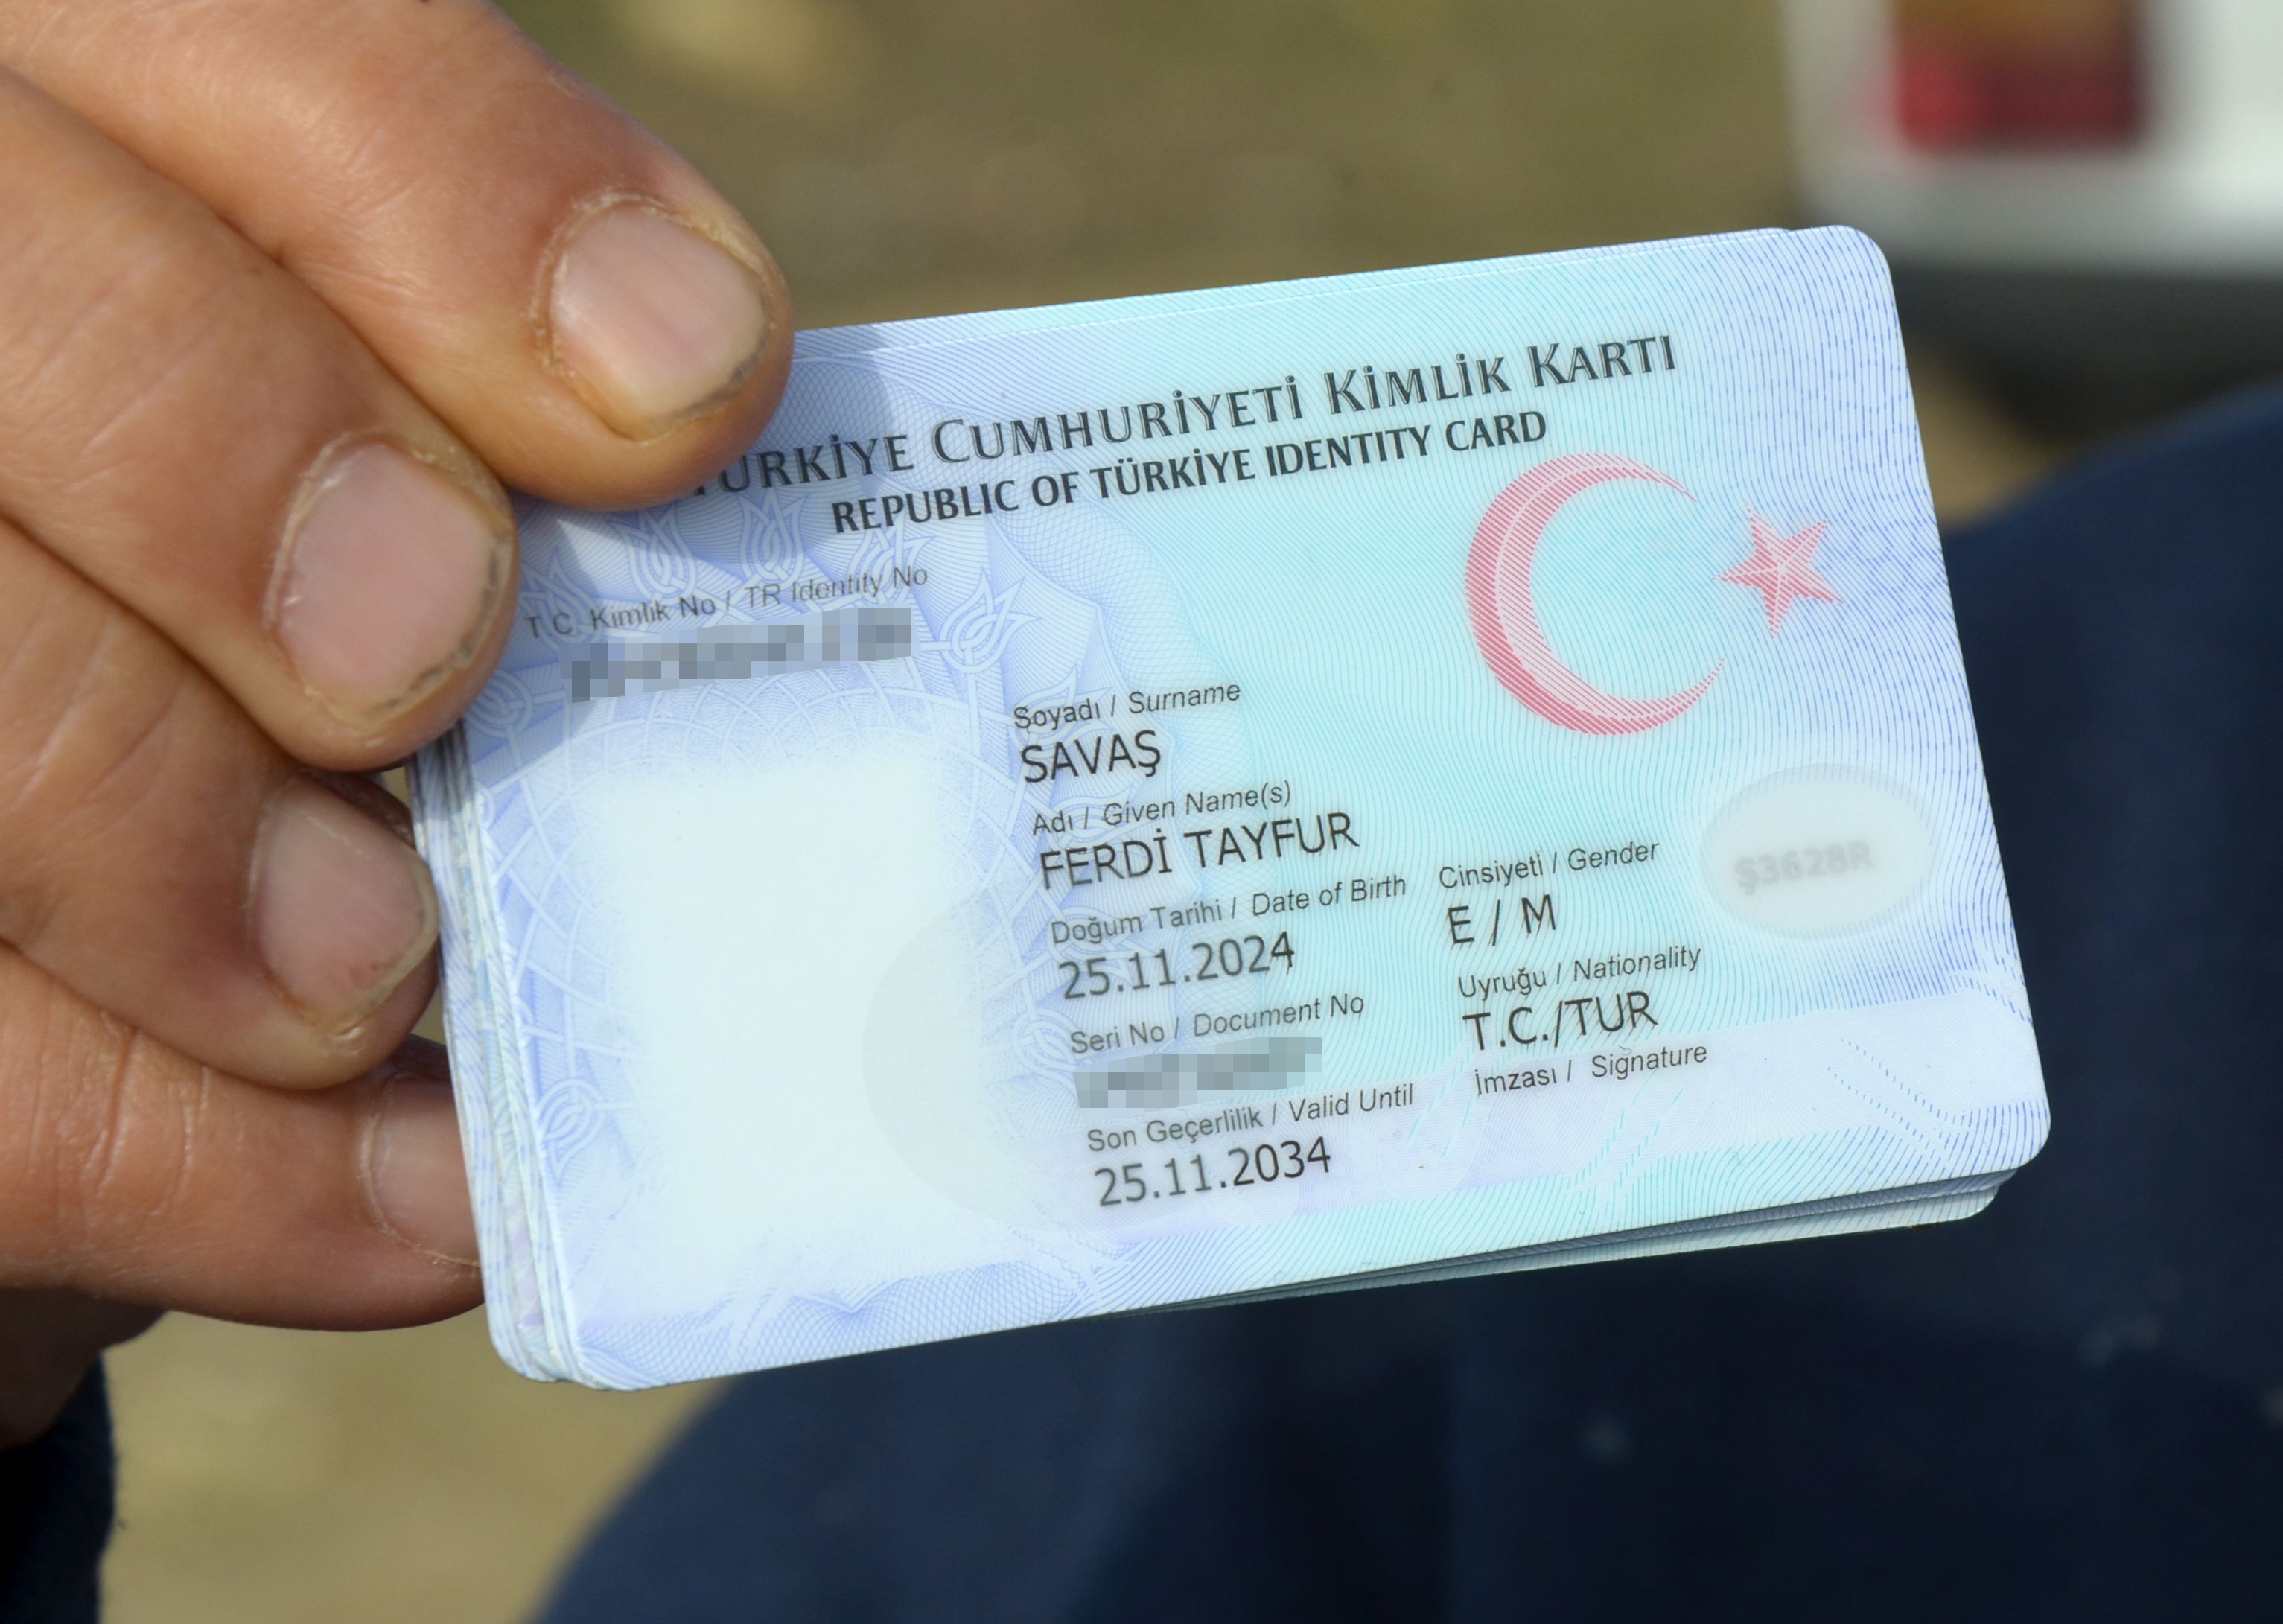 TÜRKİYE CUMHURİYETİ KİMLİK KARTI
REPUBLIC OF TÜRKİYE IDENTITY CARD
T.C. Kimlik No / TR Identity No
Soyadı / Surname
SAVAŞ
Adı / Given Name(s)
FERDİ TAYFUR
Doğum Tarihi / Date of Birth
25.11.2024
Cinsiyeti / Gender
E / M
Seri No / Document No
Uyruğu / Nationality
T.C./TUR
Son Geçerlilik / Valid Until
25.11.2034
İmzası / Signature